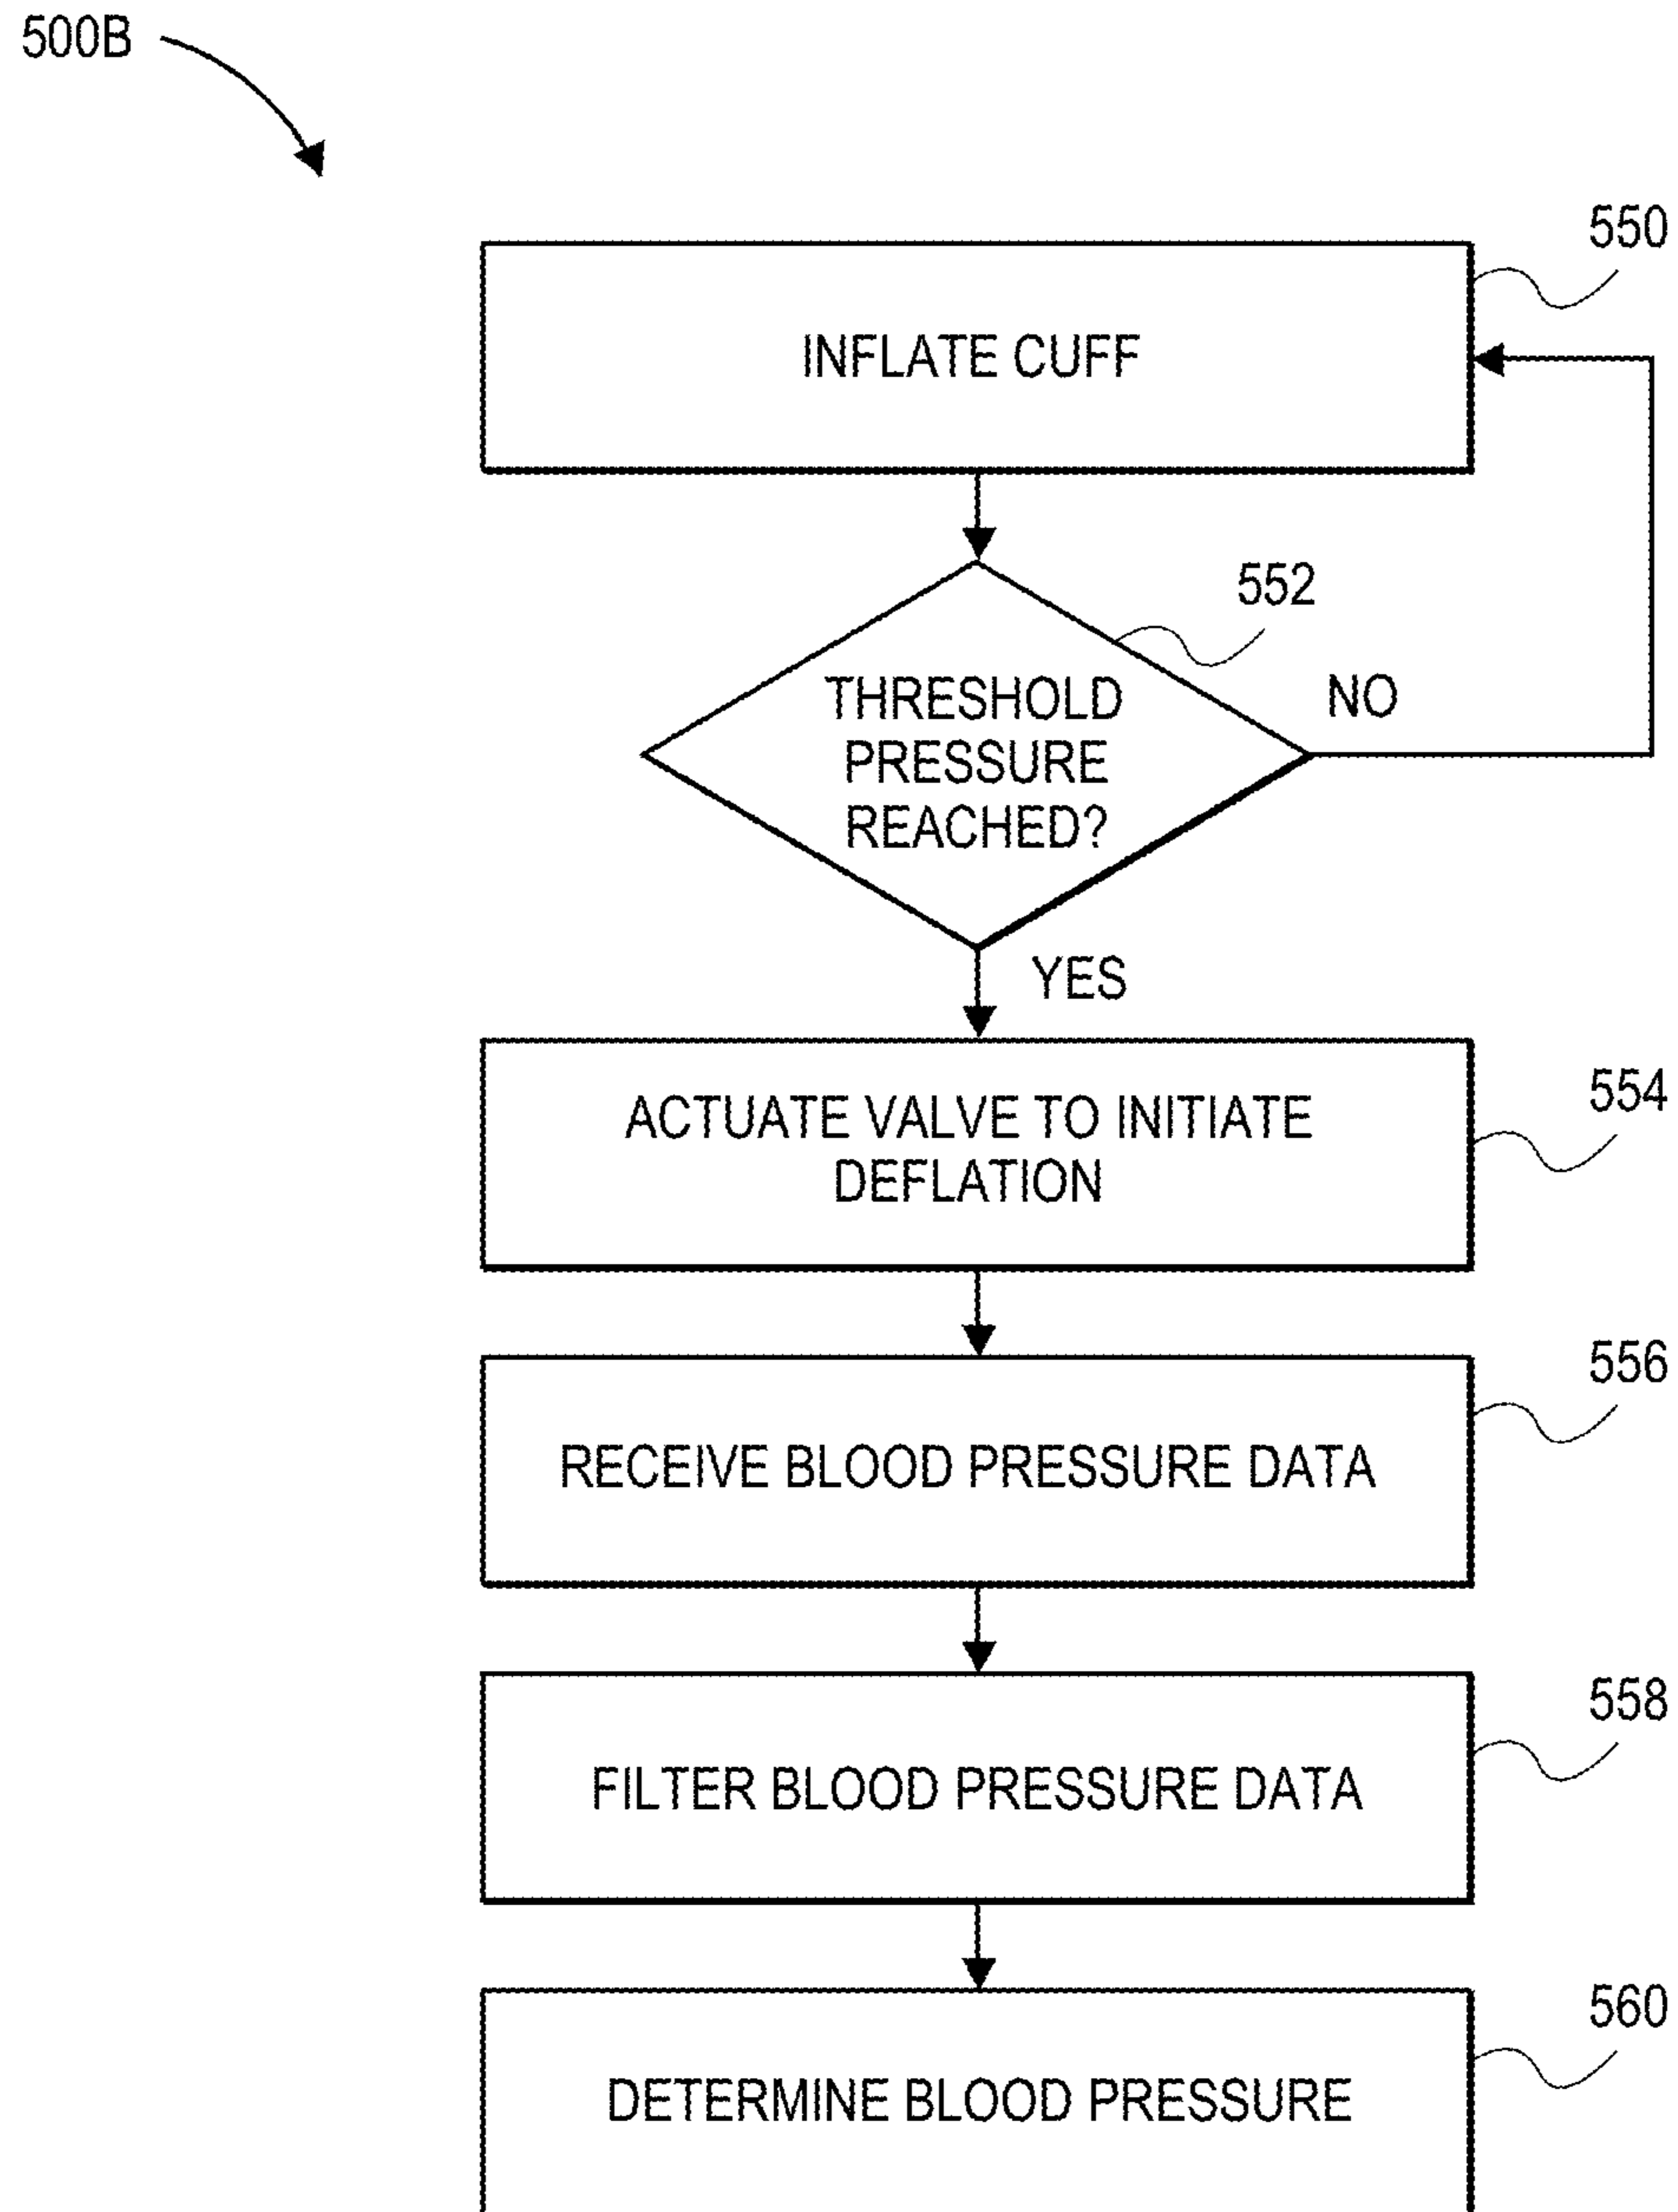 500B
550
INFLATE CUFF
552
THRESHOLD
PRESSURE
REACHED?
NO
YES
554
ACTUATE VALVE TO INITIATE
DEFLATION
556
RECEIVE BLOOD PRESSURE DATA
558
FILTER BLOOD PRESSURE DATA
560
DETERMINE BLOOD PRESSURE